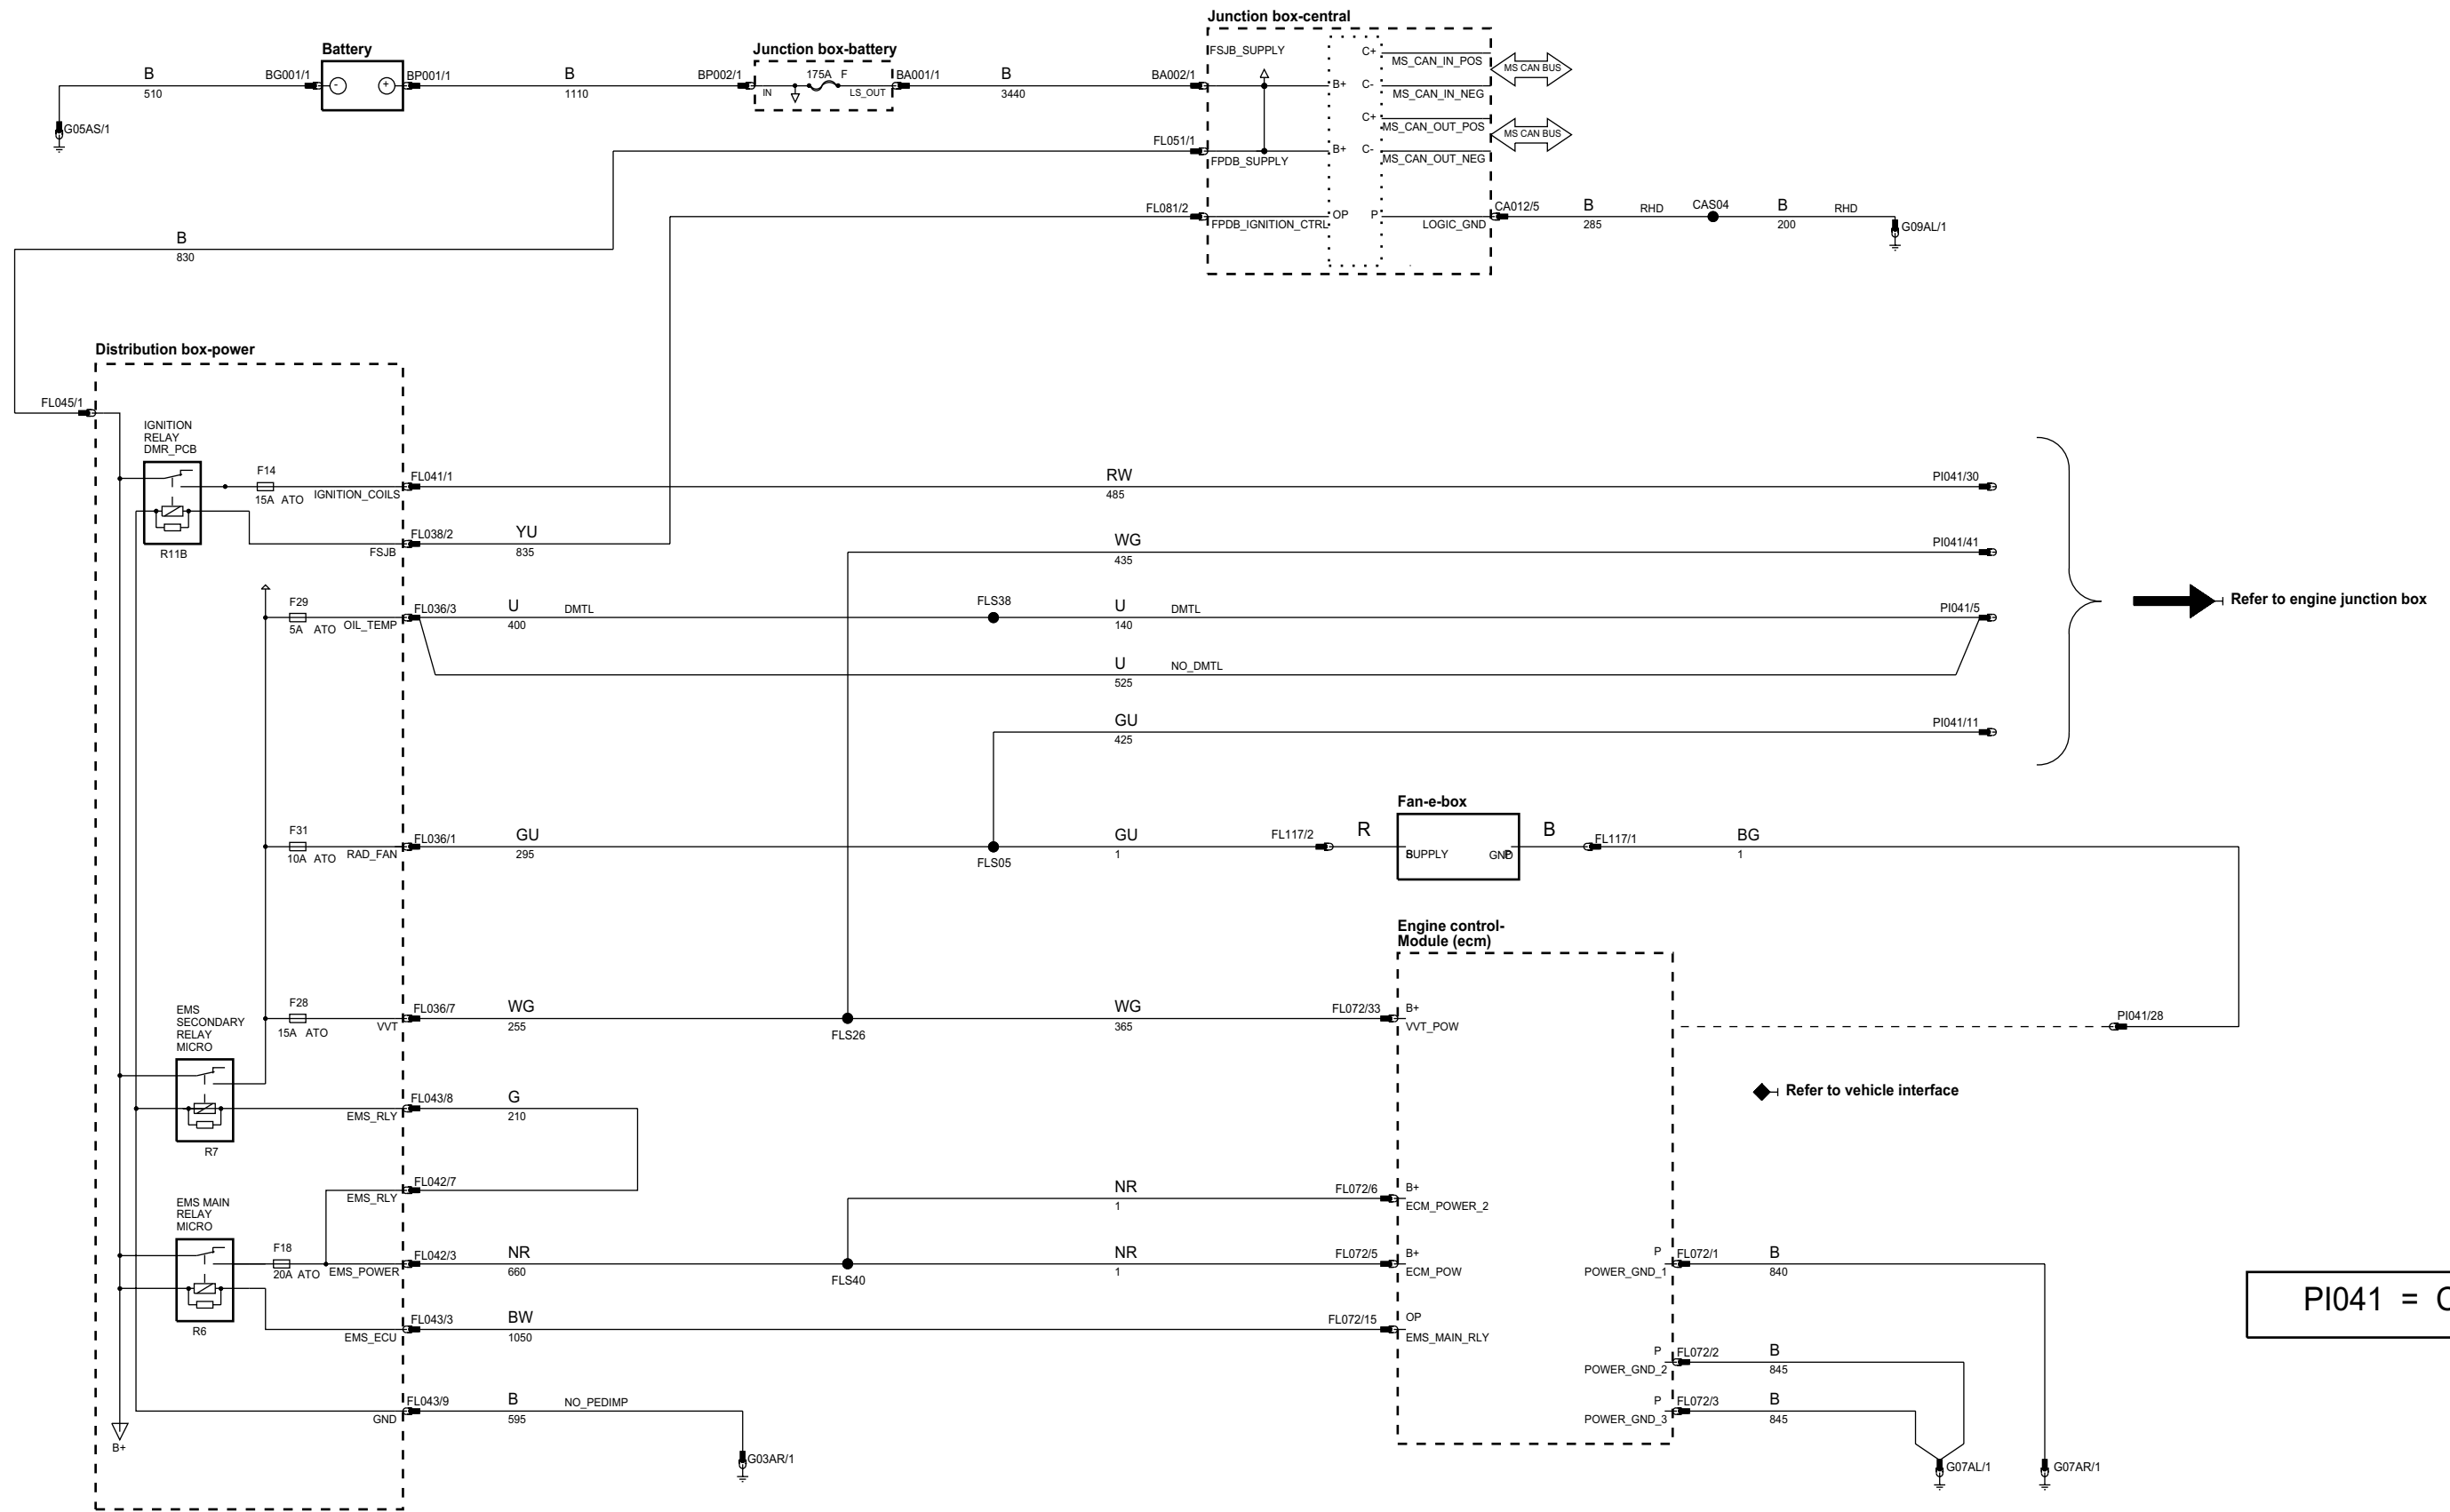 Junction box-central
Battery
Junction box-battery
FSJB_SUPPLY
C+
MS_CAN_IN_POS
MS CAN BUS
B
510
BG001/1
-
+
BP001/1
B
1110
BP002/1
175A F
IN
LS_OUT
BA001/1
B
3440
BA002/1
B+
C-
MS_CAN_IN_NEG
G05AS/1
C+
MS_CAN_OUT_POS
MS CAN BUS
FL051/1
FPDB_SUPPLY
B+
C-
MS_CAN_OUT_NEG
FL081/2
FPDB_IGNITION_CTRL
OP
P
LOGIC_GND
CA012/5
B
285
RHD
CAS04
B
200
RHD
G09AL/1
B
830
Distribution box-power
FL045/1
IGNITION
RELAY
DMR_PCB
R11B
F14
15A ATO
IGNITION_COILS
FL041/1
RW
485
PI041/30
FSJB
FL038/2
YU
835
WG
435
PI041/41
F29
5A ATO
OIL_TEMP
FL036/3
U
400
DMTL
FLS38
U
140
DMTL
PI041/5
Refer to engine junction box
U
525
NO_DMTL
GU
425
PI041/11
Fan-e-box
F31
10A ATO
RAD_FAN
FL036/1
GU
295
FLS05
GU
1
FL117/2
R
SUPPLY
GND
B
FL117/1
BG
1
Engine control-
Module (ecm)
EMS
SECONDARY
RELAY
MICRO
R7
F28
15A ATO
VVT
FL036/7
WG
255
FLS26
WG
365
FL072/33
B+
VVT_POW
PI041/28
Refer to vehicle interface
EMS_RLY
FL043/8
G
210
EMS_RLY
FL042/7
NR
1
FL072/6
B+
ECM_POWER_2
EMS MAIN
RELAY
MICRO
R6
F18
20A ATO
EMS_POWER
FL042/3
NR
660
FLS40
NR
1
FL072/5
B+
ECM_POW
P
POWER_GND_1
FL072/1
B
840
EMS_ECU
FL043/3
BW
1050
FL072/15
OP
EMS_MAIN_RLY
PI041 = C
P
POWER_GND_2
FL072/2
B
845
GND
FL043/9
B
595
NO_PEDIMP
P
POWER_GND_3
FL072/3
B
845
B+
G03AR/1
G07AL/1
G07AR/1